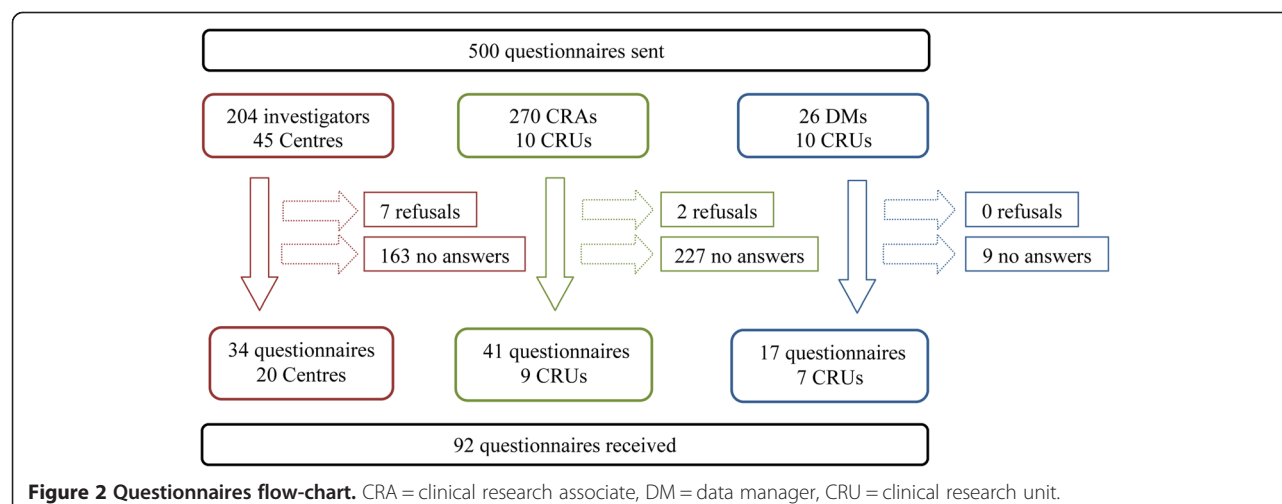 500 questionnaires sent
204 investigators
45 Centres
270 CRAs
10 CRUs
26 DMs
10 CRUs
7 refusals
2 refusals
0 refusals
163 no answers
227 no answers
9 no answers
34 questionnaires
20 Centres
41 questionnaires
9 CRUs
17 questionnaires
7 CRUs
92 questionnaires received
Figure 2 Questionnaires flow-chart. CRA = clinical research associate, DM = data manager, CRU = clinical research unit.